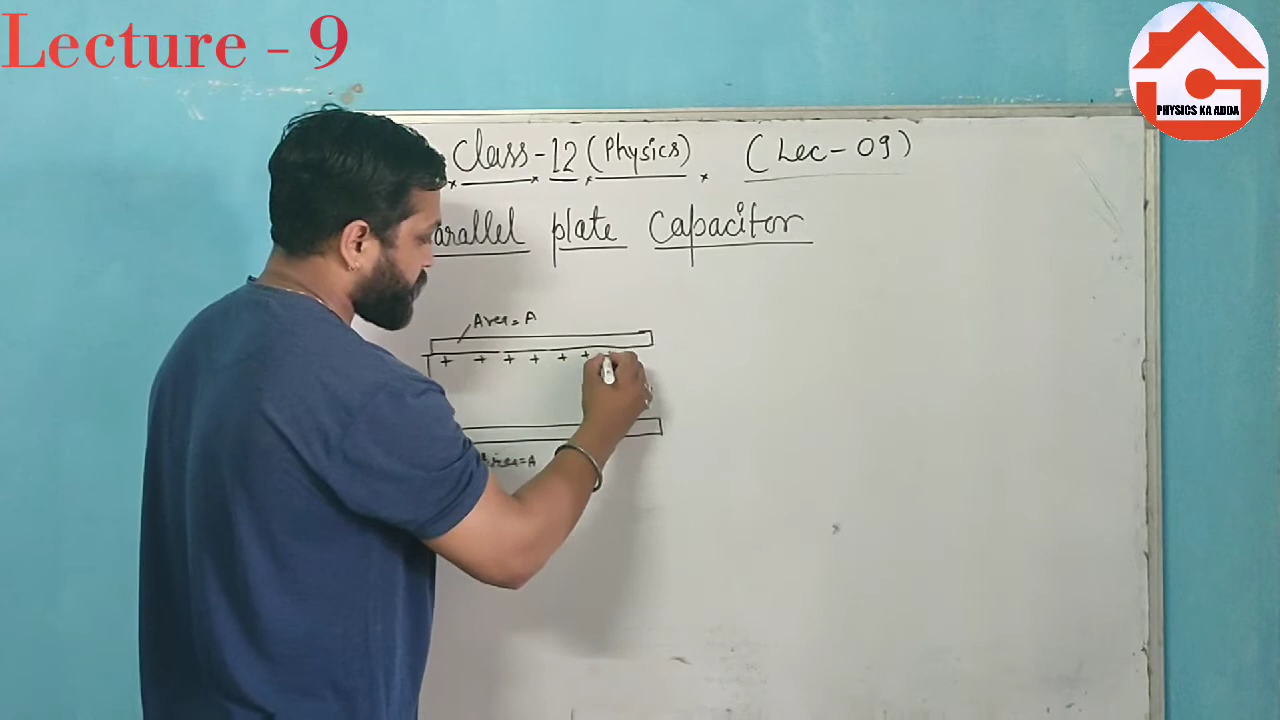 Lecture - 9
PHYSICS KA ADDA
Class - 12 (Physics) (Lec - 09)
arallel plate Capacitor
Area = A
+ + + + + +
Area = A